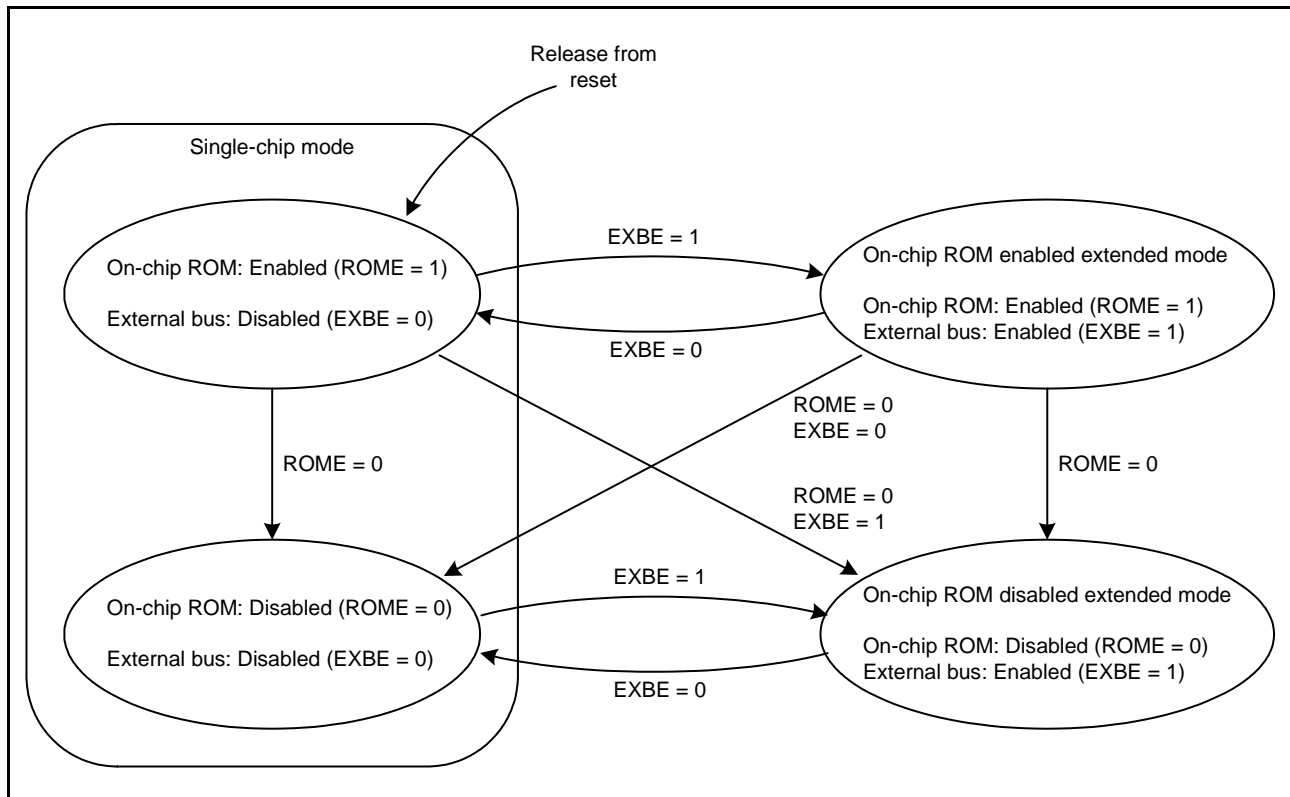 Release from
reset
Single-chip mode
On-chip ROM: Enabled (ROME = 1)
External bus: Disabled (EXBE = 0)
EXBE = 1
EXBE = 0
On-chip ROM enabled extended mode
On-chip ROM: Enabled (ROME = 1)
External bus: Enabled (EXBE = 1)
ROME = 0
ROME = 0
EXBE = 0
ROME = 0
EXBE = 1
ROME = 0
On-chip ROM: Disabled (ROME = 0)
External bus: Disabled (EXBE = 0)
EXBE = 1
EXBE = 0
On-chip ROM disabled extended mode
On-chip ROM: Disabled (ROME = 0)
External bus: Enabled (EXBE = 1)